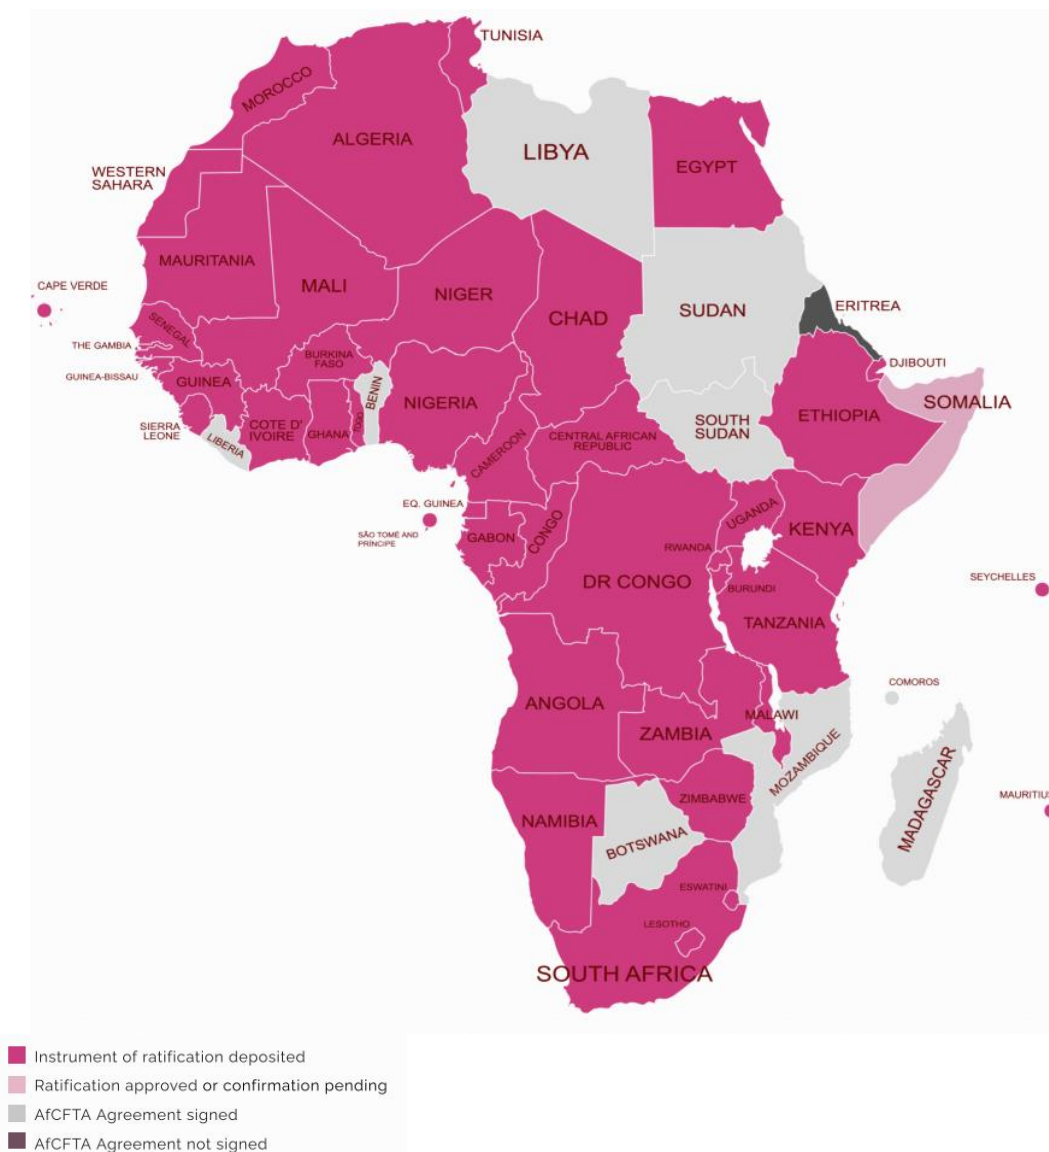 TUNISIA
MOROCCO
ALGERIA
LIBYA
EGYPT
WESTERN
SAHARA
MAURITANIA
MALI
NIGER
CHAD
SUDAN
ERITREA
CAPE VERDE
SENEGAL
THE GAMBIA
GUINEA-BISSAU
GUINEA
BURKINA
FASO
BENIN
NIGERIA
DJIBOUTI
SOMALIA
ETHIOPIA
SOUTH
SUDAN
SIERRA
LEONE
LIBERIA
COTE D'
IVOIRE
GHANA
TOGO
CAMEROON
CENTRAL AFRICAN
REPUBLIC
EQ. GUINEA
SÃO TOMÉ AND
PRÍNCIPE
GABON
CONGO
UGANDA
KENYA
RWANDA
DR CONGO
BURUNDI
TANZANIA
SEYCHELLES
COMOROS
ANGOLA
ZAMBIA
MALAWI
MOZAMBIQUE
MADAGASCAR
MAURITIUS
NAMIBIA
ZIMBABWE
BOTSWANA
ESWATINI
LESOTHO
SOUTH AFRICA
Instrument of ratification deposited
Ratification approved or confirmation pending
AfCFTA Agreement signed
AfCFTA Agreement not signed